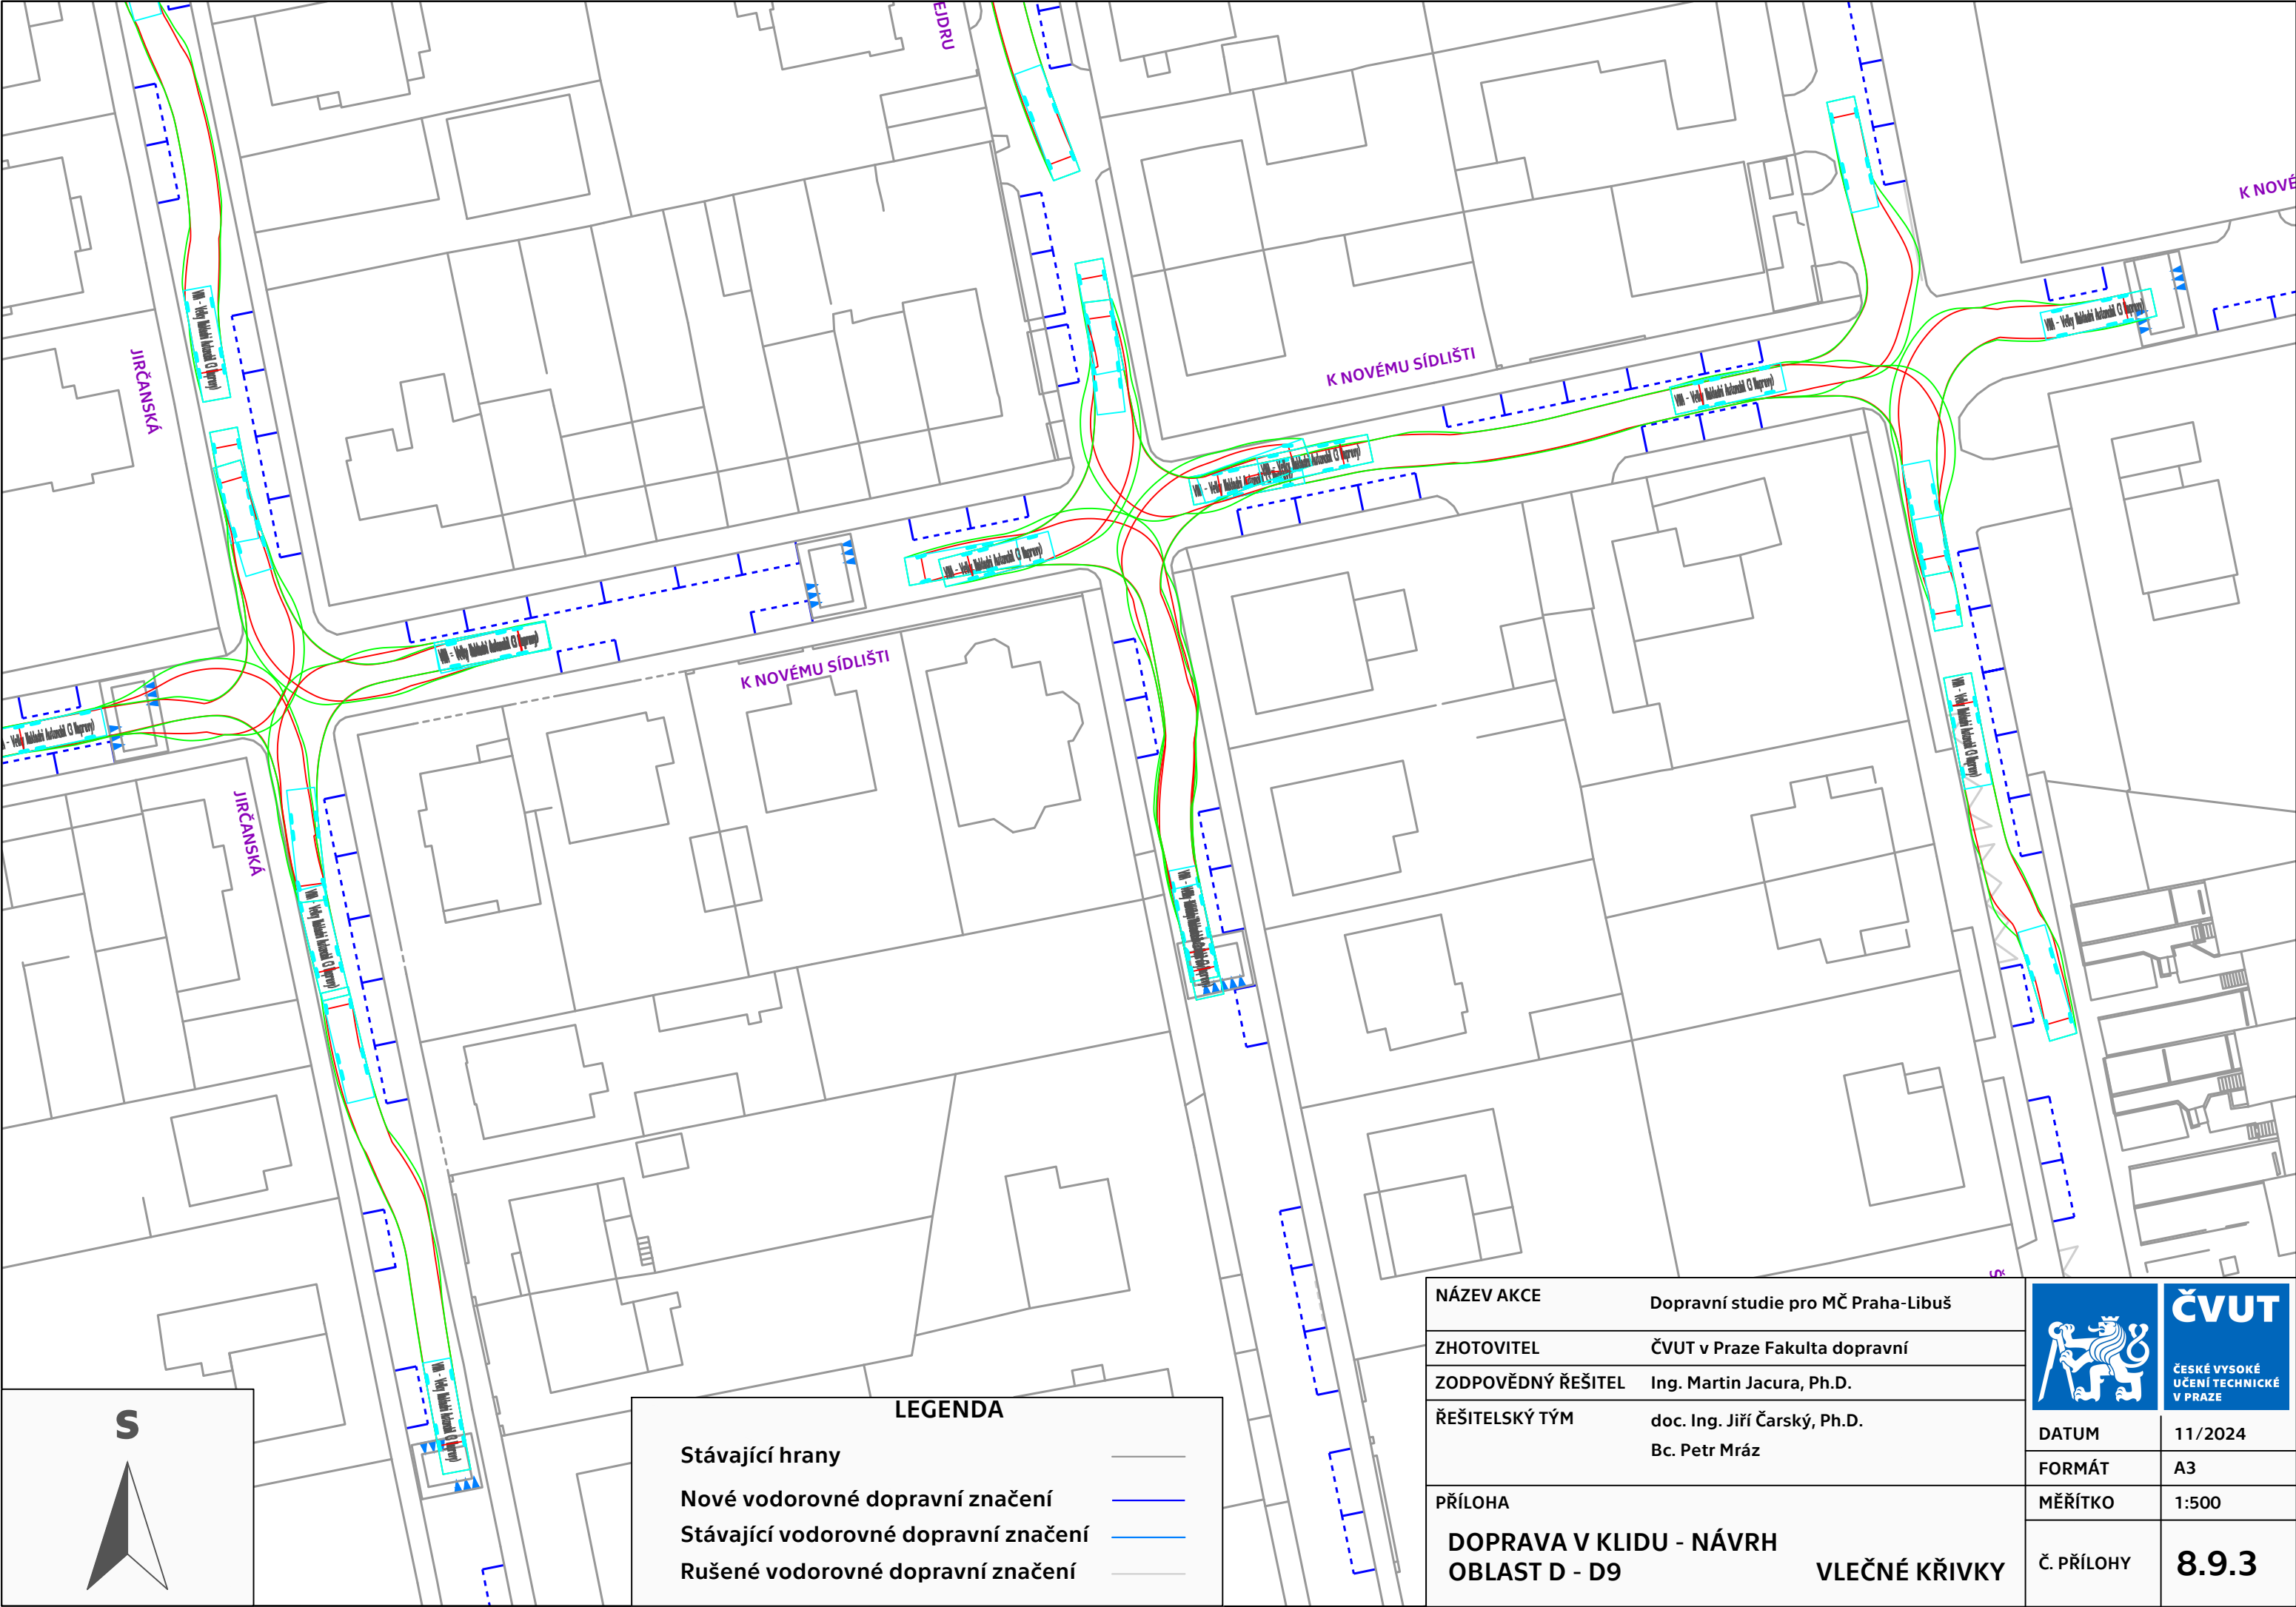 EJDRU
K NOVÉ
JIRČANSKÁ
K NOVÉMU SÍDLIŠTI
K NOVÉMU SÍDLIŠTI
JIRČANSKÁ
Š
S
LEGENDA
Stávající hrany
Nové vodorovné dopravní značení
Stávající vodorovné dopravní značení
Rušené vodorovné dopravní značení
NÁZEV AKCE Dopravní studie pro MČ Praha-Libuš
ZHOTOVITEL ČVUT v Praze Fakulta dopravní
ZODPOVĚDNÝ ŘEŠITEL Ing. Martin Jacura, Ph.D.
ŘEŠITELSKÝ TÝM doc. Ing. Jiří Čarský, Ph.D.
Bc. Petr Mráz
PŘÍLOHA
DOPRAVA V KLIDU - NÁVRH
OBLAST D - D9 VLEČNÉ KŘIVKY
ČVUT
ČESKÉ VYSOKÉ
UČENÍ TECHNICKÉ
V PRAZE
DATUM 11/2024
FORMÁT A3
MĚŘÍTKO 1:500
Č. PŘÍLOHY 8.9.3